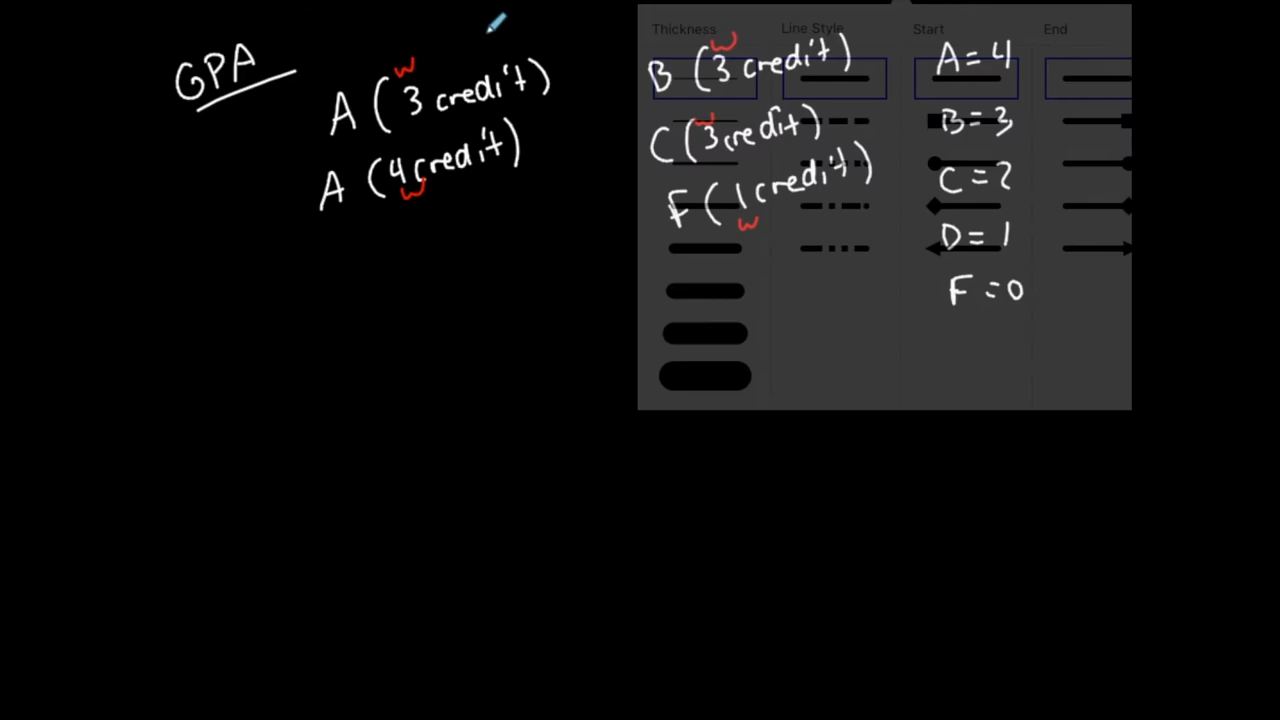 GPA
w
A (3 credit)
A (4 credit)
w
Thickness
Line Style
Start
End
w
B (3 credit)
w
C (3 credit)
F (1 credit)
w
A = 4
B = 3
C = 2
D = 1
F = 0